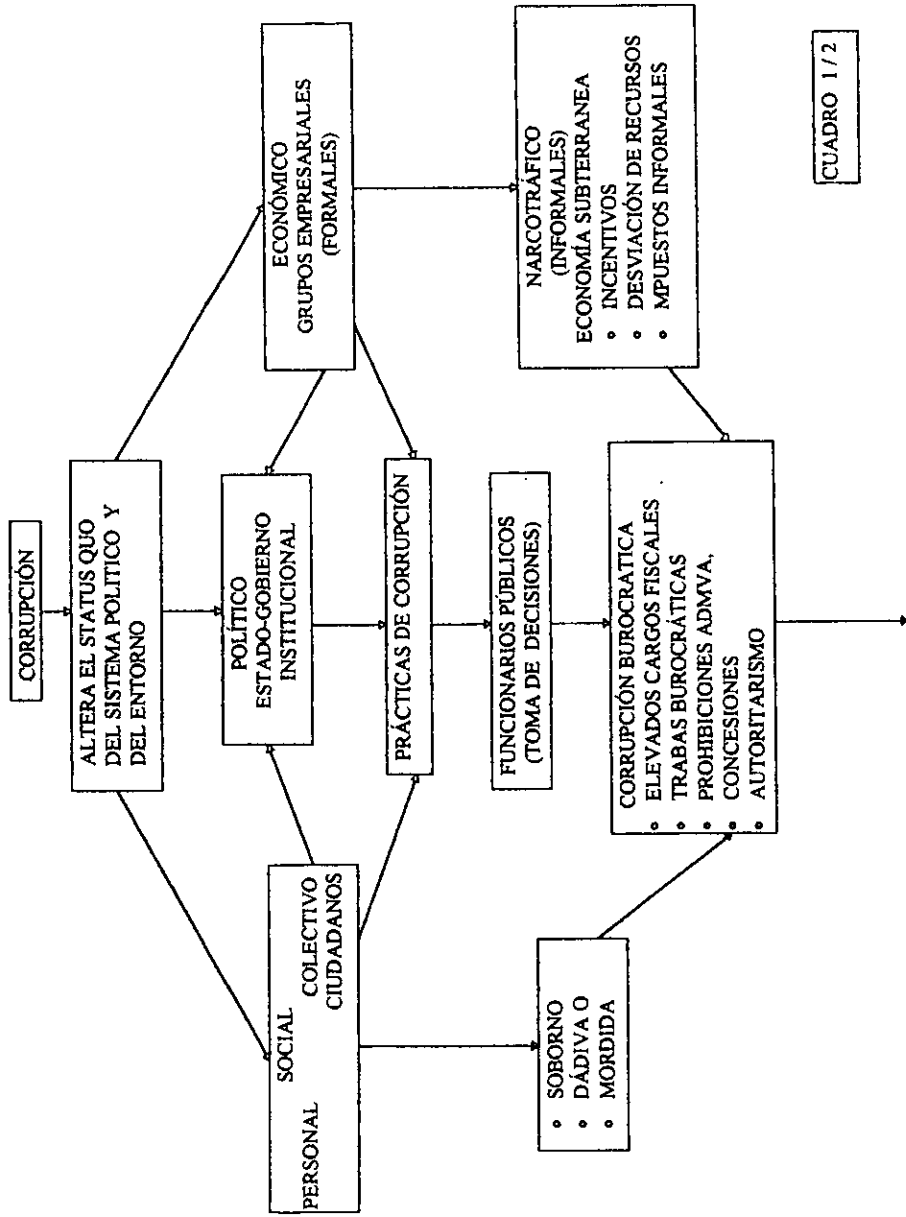 CORRUPCIÓN
ALTERA EL STATUS QUO
DEL SISTEMA POLITICO Y
DEL ENTORNO
PERSONAL SOCIAL
COLECTIVO
CIUDADANOS
POLÍTICO
ESTADO-GOBIERNO
INSTITUCIONAL
ECONÓMICO
GRUPOS EMPRESARIALES
(FORMALES)
PRÁCTICAS DE CORRUPCIÓN
FUNCIONARIOS PÚBLICOS
(TOMA DE DECISIONES)
• SOBORNO
• DÁDIVA O
• MORDIDA
CORRUPCIÓN BUROCRATICA
• ELEVADOS CARGOS FISCALES
• TRABAS BUROCRÁTICAS
• PROHIBICIONES ADMVA,
• CONCESIONES
• AUTORITARISMO
NARCOTRÁFICO
(INFORMALES)
ECONOMÍA SUBTERRANEA
• INCENTIVOS
• DESVIACIÓN DE RECURSOS
• MPUESTOS INFORMALES
CUADRO 1 / 2